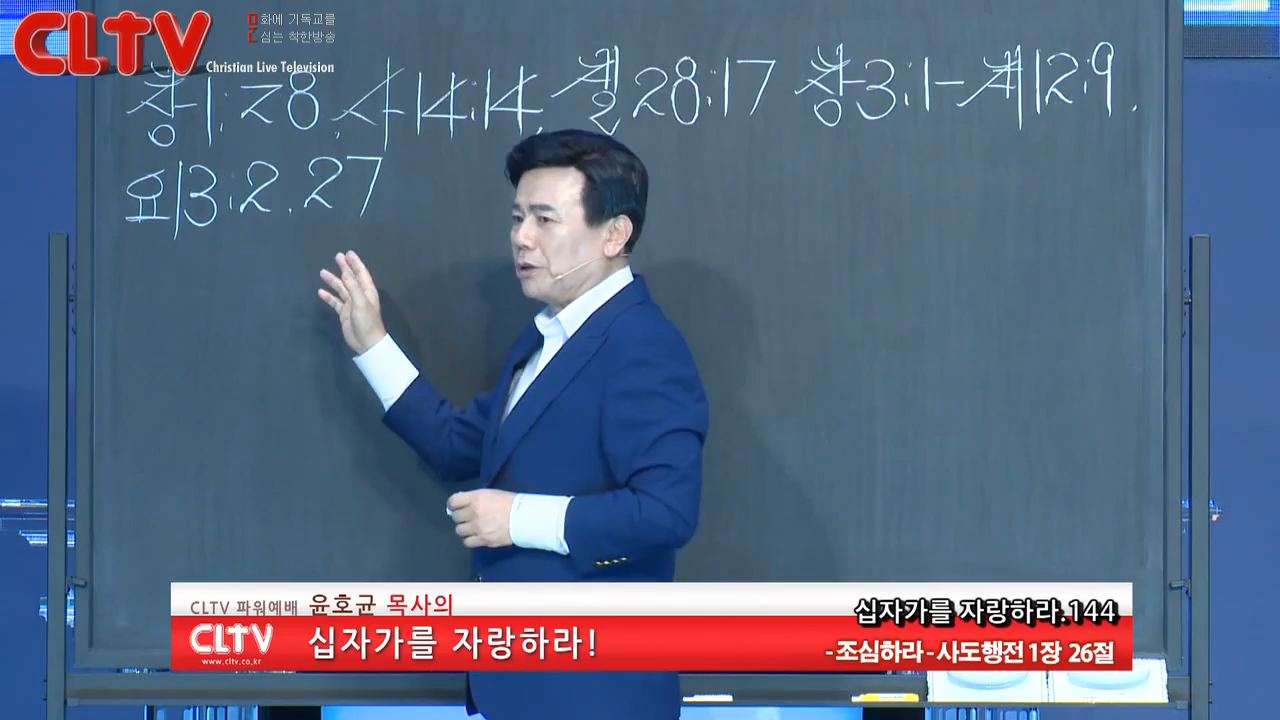 CLTV
문화에 기독교를
심는 착한방송
Christian Live Television
창1:28. 사14:14. 겔28:17 창3:1-계12:9.
요13:2.27
CLTV 파워예배 윤호균 목사의
십자가를 자랑하라.144
CLTV
www.cltv.co.kr
십자가를 자랑하라!
- 조심하라 - 사도행전 1장 26절